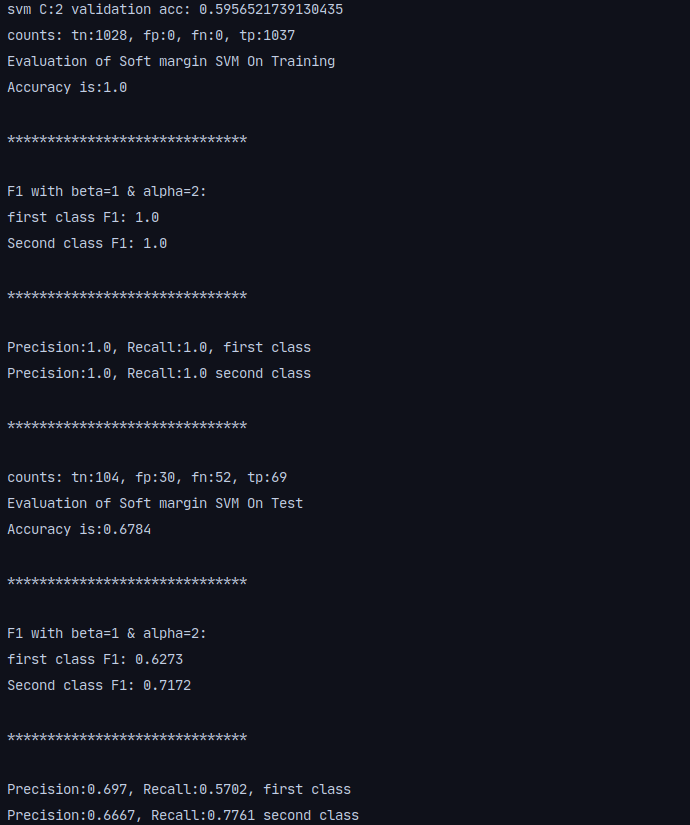 svm C:2 validation acc: 0.5956521739130435
counts: tn:1028, fp:0, fn:0, tp:1037
Evaluation of Soft margin SVM On Training
Accuracy is:1.0
******************************
F1 with beta=1 & alpha=2:
first class F1: 1.0
Second class F1: 1.0
******************************
Precision:1.0, Recall:1.0, first class
Precision:1.0, Recall:1.0 second class
******************************
counts: tn:104, fp:30, fn:52, tp:69
Evaluation of Soft margin SVM On Test
Accuracy is:0.6784
******************************
F1 with beta=1 & alpha=2:
first class F1: 0.6273
Second class F1: 0.7172
******************************
Precision:0.697, Recall:0.5702, first class
Precision:0.6667, Recall:0.7761 second class